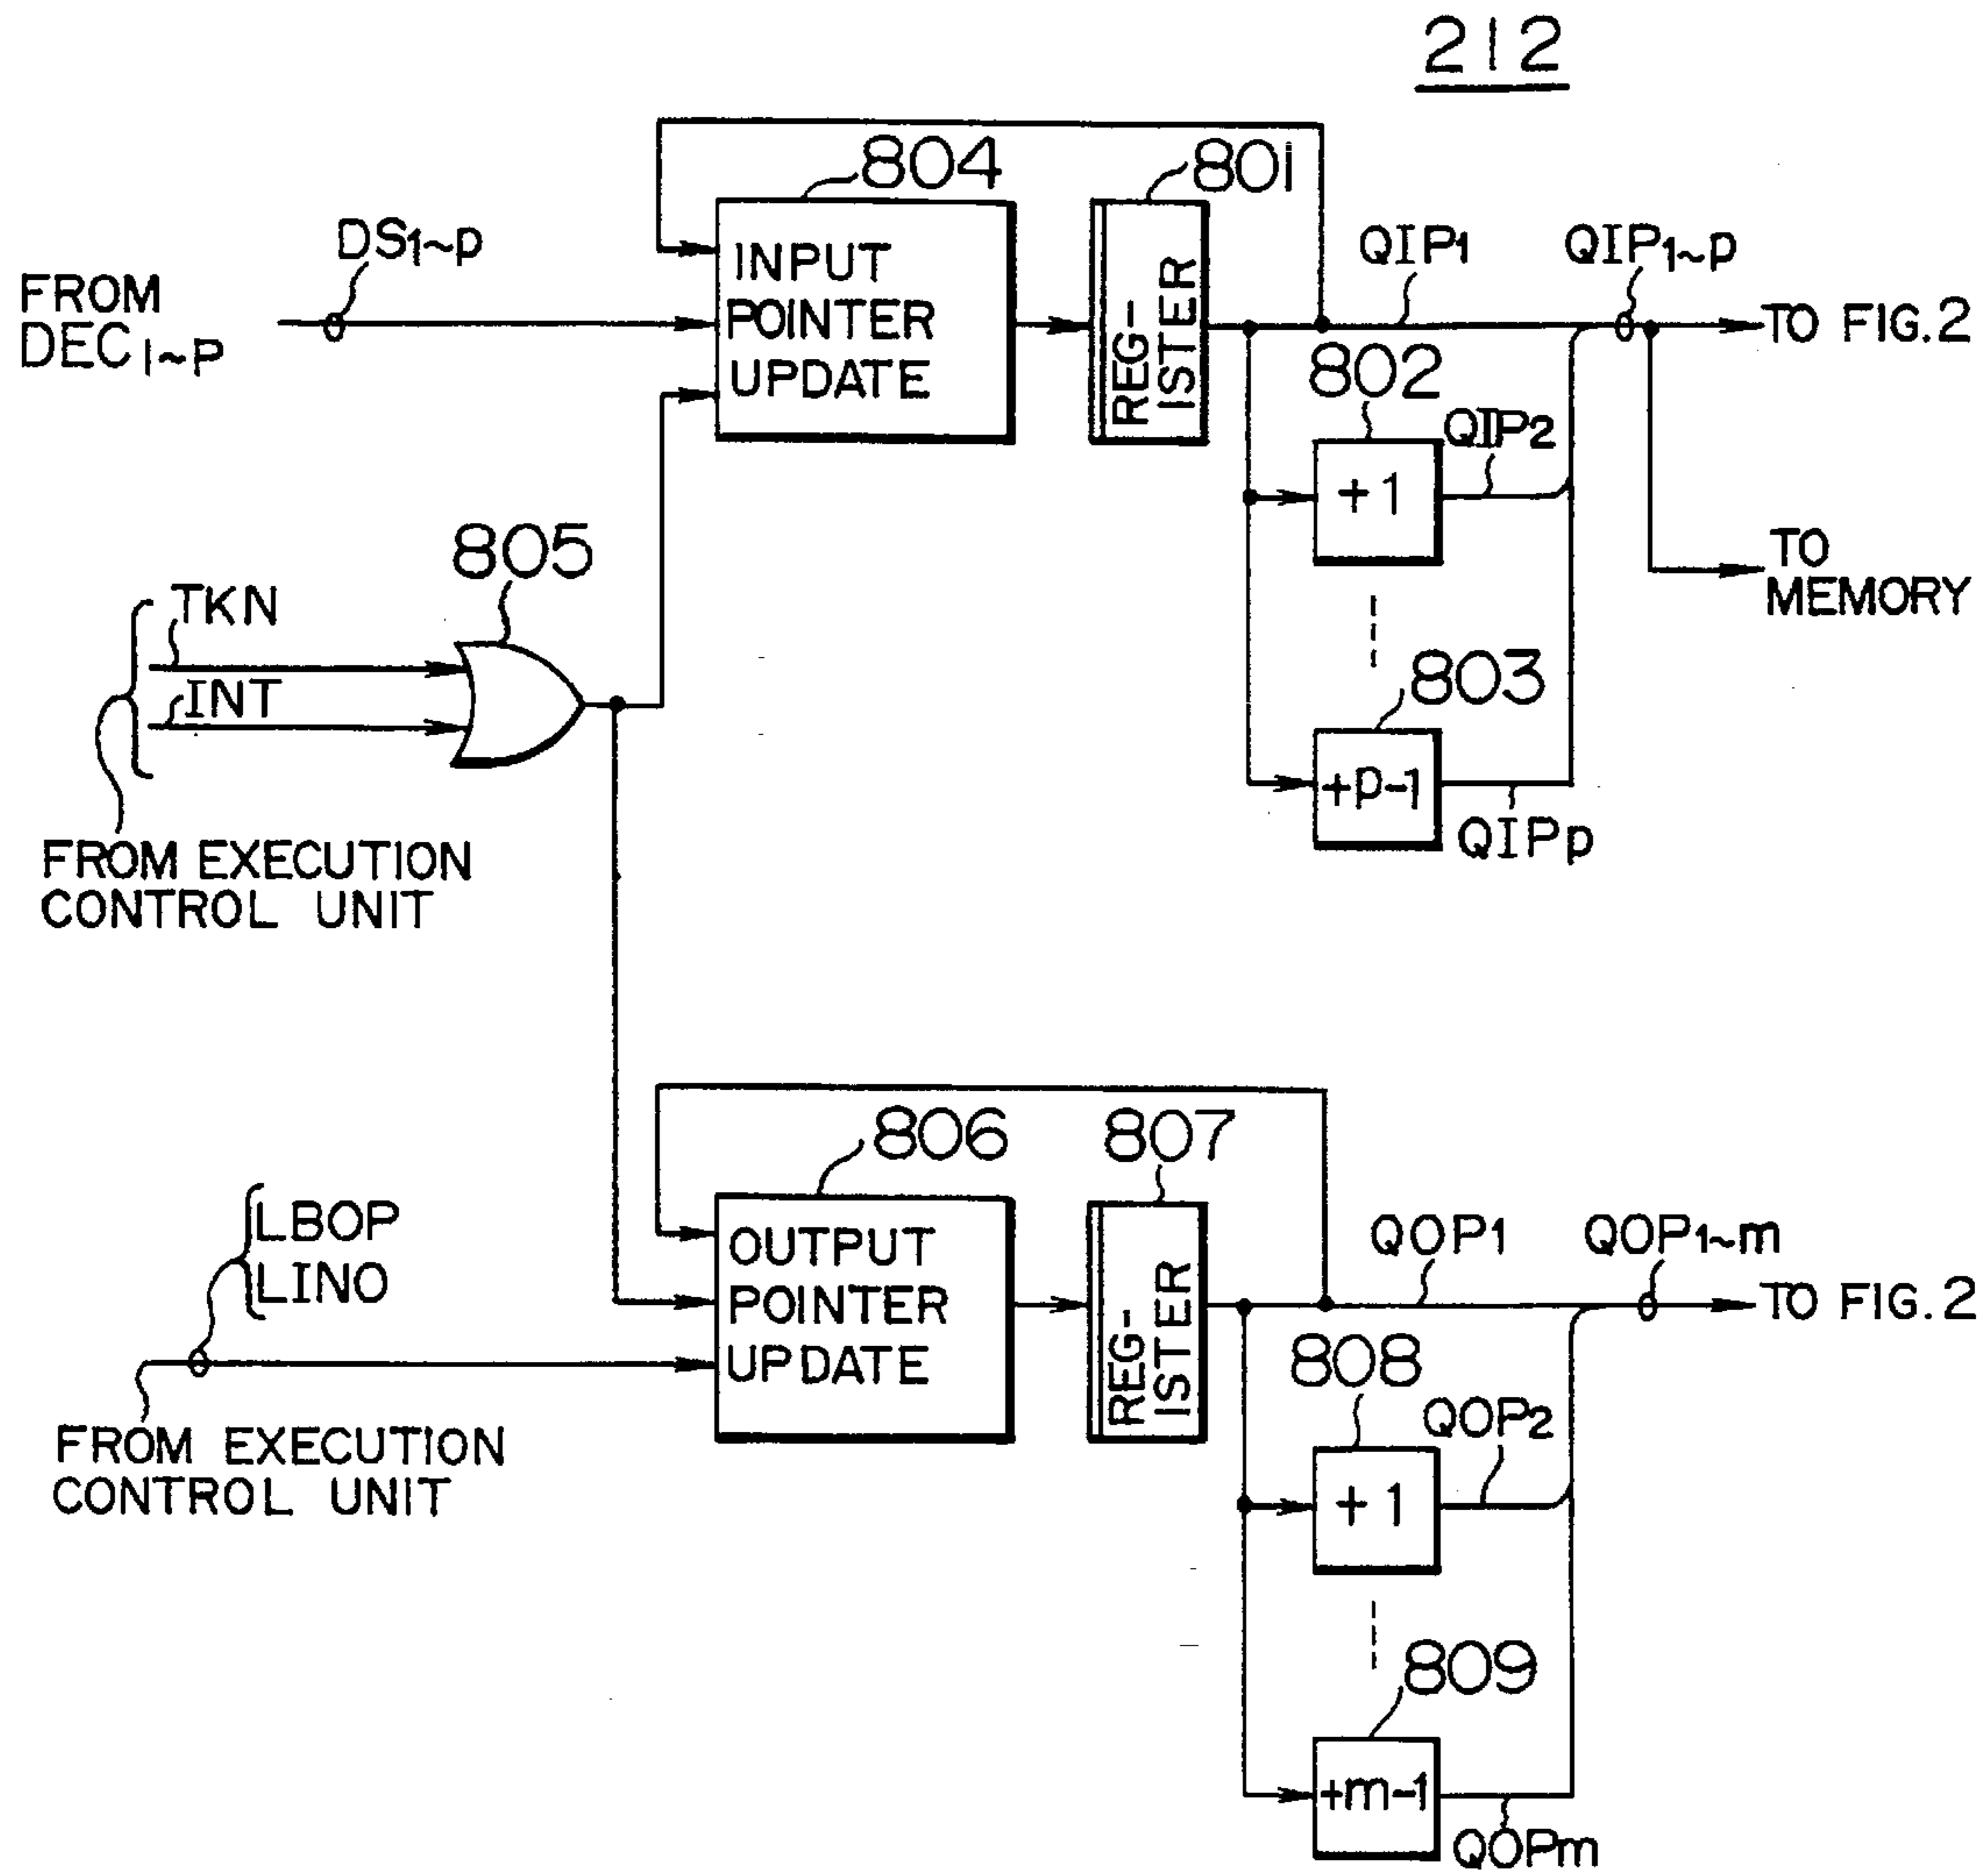 212
804
801
DS1~p
QIP1
QIP1~p
FROM
DEC1~P
INPUT
POINTER
UPDATE
REG-
ISTER
TO FIG.2
802
QIP2
+1
805
TO
MEMORY
TKN
INT
803
+p-1
QIPp
FROM EXECUTION
CONTROL UNIT
806
807
LBOP
LINO
OUTPUT
POINTER
UPDATE
REG-
ISTER
QOP1
QOP1~m
TO FIG.2
808
QOP2
+1
FROM EXECUTION
CONTROL UNIT
809
+m-1
QOPm